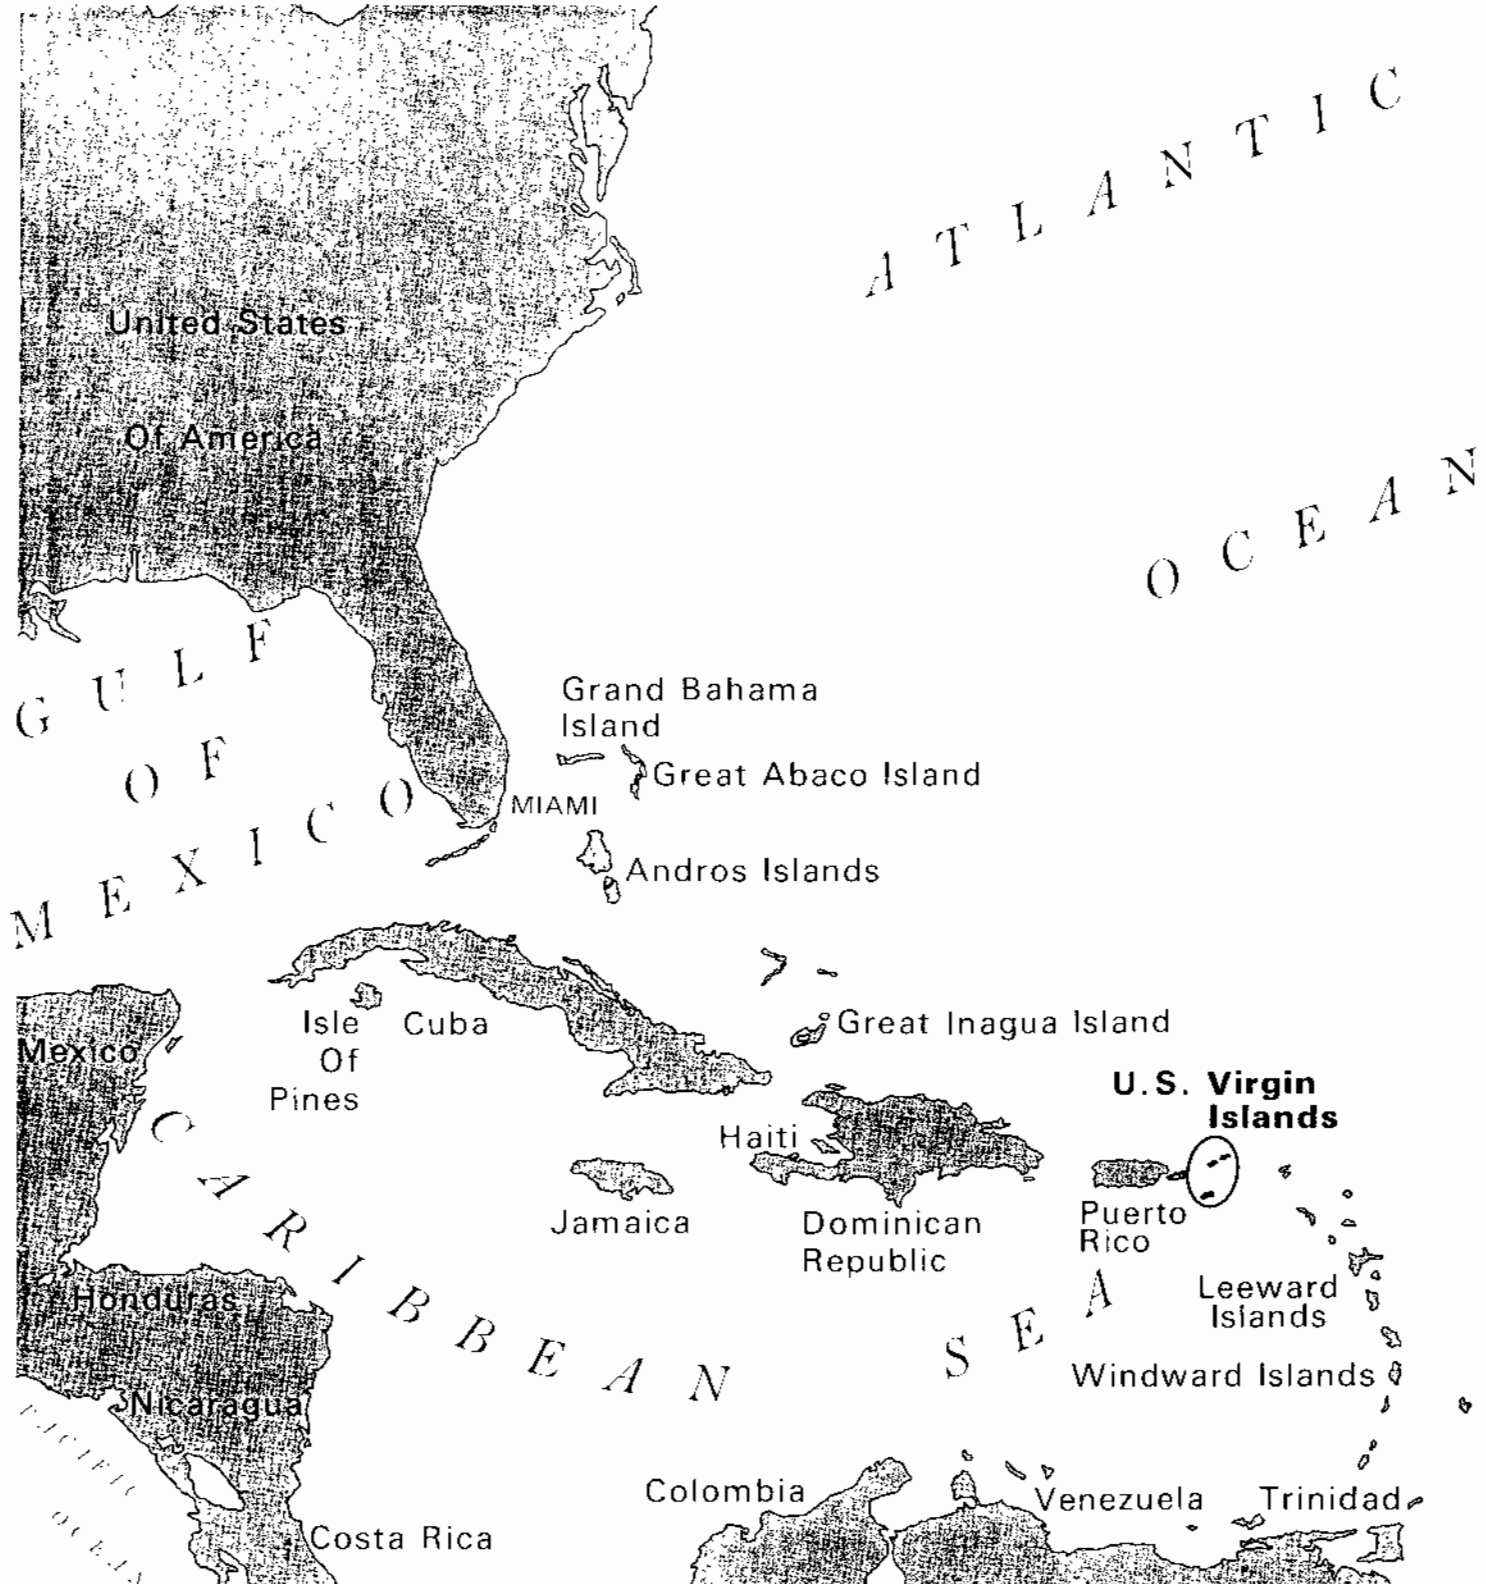 ATLANTIC
OCEAN
United States
Of America
GULF
OF
MEXICO
Grand Bahama
Island
Great Abaco Island
MIAMI
Andros Islands
Isle
Of
Pines
Cuba
Great Inagua Island
Mexico
U.S. Virgin
Islands
Haiti
Jamaica
Dominican
Republic
Puerto
Rico
CARIBBEAN
SEA
Leeward
Islands
Honduras
Windward Islands
Nicaragua
PACIFIC
OCEA
Colombia
Venezuela
Trinidad
Costa Rica